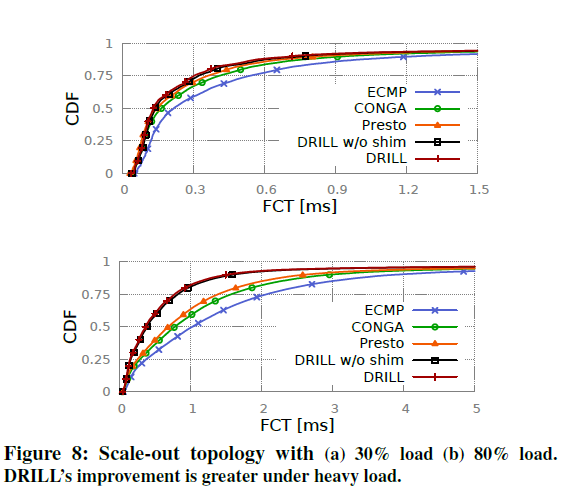 1
0.75
0.5
0.25
0
CDF
ECMP
CONGA
Presto
DRILL w/o shim
DRILL
0 0.3 0.6 0.9 1.2 1.5
FCT [ms]
1
0.75
0.5
0.25
0
CDF
ECMP
CONGA
Presto
DRILL w/o shim
DRILL
0 1 2 3 4 5
FCT [ms]
Figure 8: Scale-out topology with (a) 30% load (b) 80% load.
DRILL's improvement is greater under heavy load.